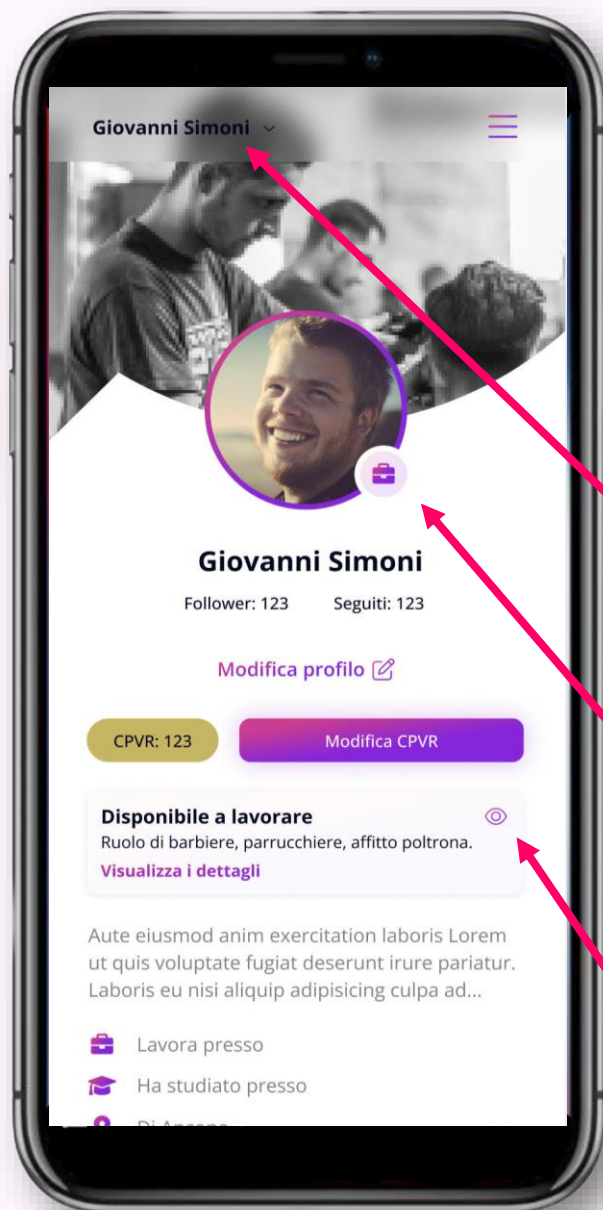 Giovanni Simoni
Giovanni Simoni
Follower: 123 Seguiti: 123
Modifica profilo
CPVR: 123 Modifica CPVR
Disponibile a lavorare
Ruolo di barbiere, parrucchiere, affitto poltrona.
Visualizza i dettagli
Aute eiusmod anim exercitation laboris Lorem
ut quis voluptate fugiat deserunt irure pariatur.
Laboris eu nisi aliquip adipisicing culpa ad...
Lavora presso
Ha studiato presso